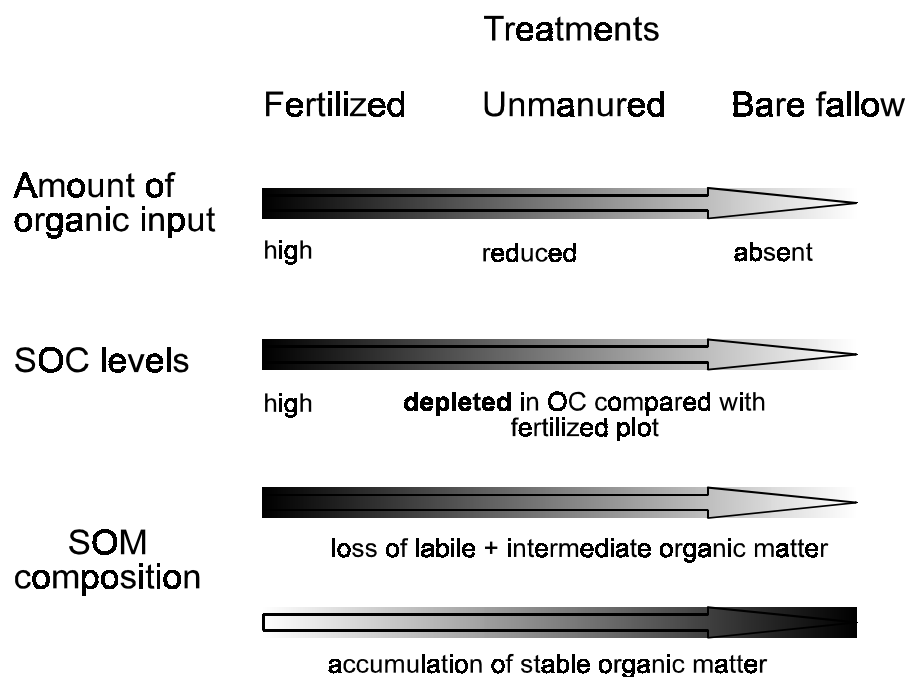 Treatments
Fertilized Unmanured Bare fallow
Amount of
organic input
high reduced absent
SOC levels
high depleted in OC compared with
fertilized plot
SOM
composition
loss of labile + intermediate organic matter
accumulation of stable organic matter